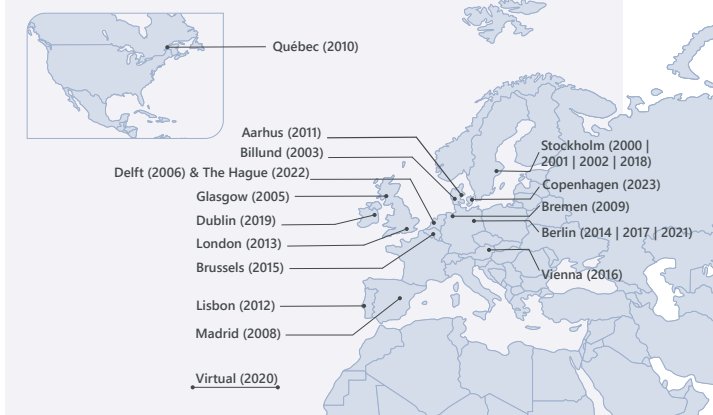 Québec (2010)
Aarhus (2011)
Billund (2003)
Delft (2006) & The Hague (2022)
Glasgow (2005)
Dublin (2019)
London (2013)
Brussels (2015)
Lisbon (2012)
Madrid (2008)
Virtual (2020)
Stockholm (2000 |
2001 | 2002 | 2018)
Copenhagen (2023)
Bremen (2009)
Berlin (2014 | 2017 | 2021)
Vienna (2016)